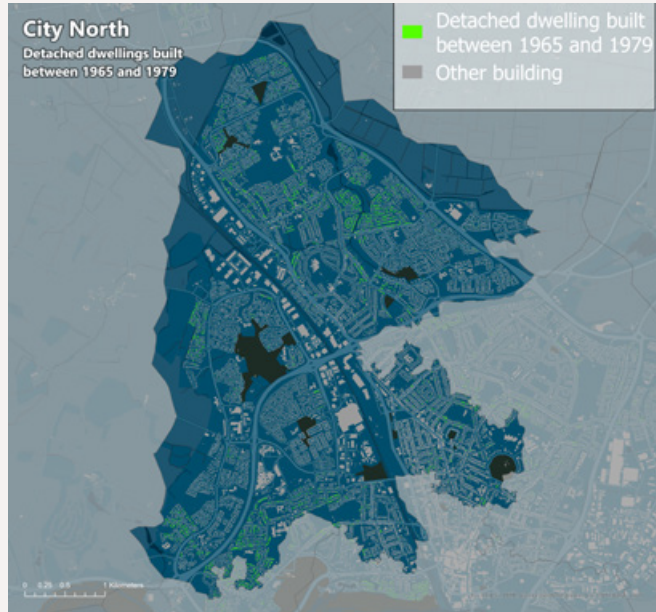 City North
Detached dwellings built
between 1965 and 1979
Detached dwelling built
between 1965 and 1979
Other building
0 0.25 0.5 1 Kilometers